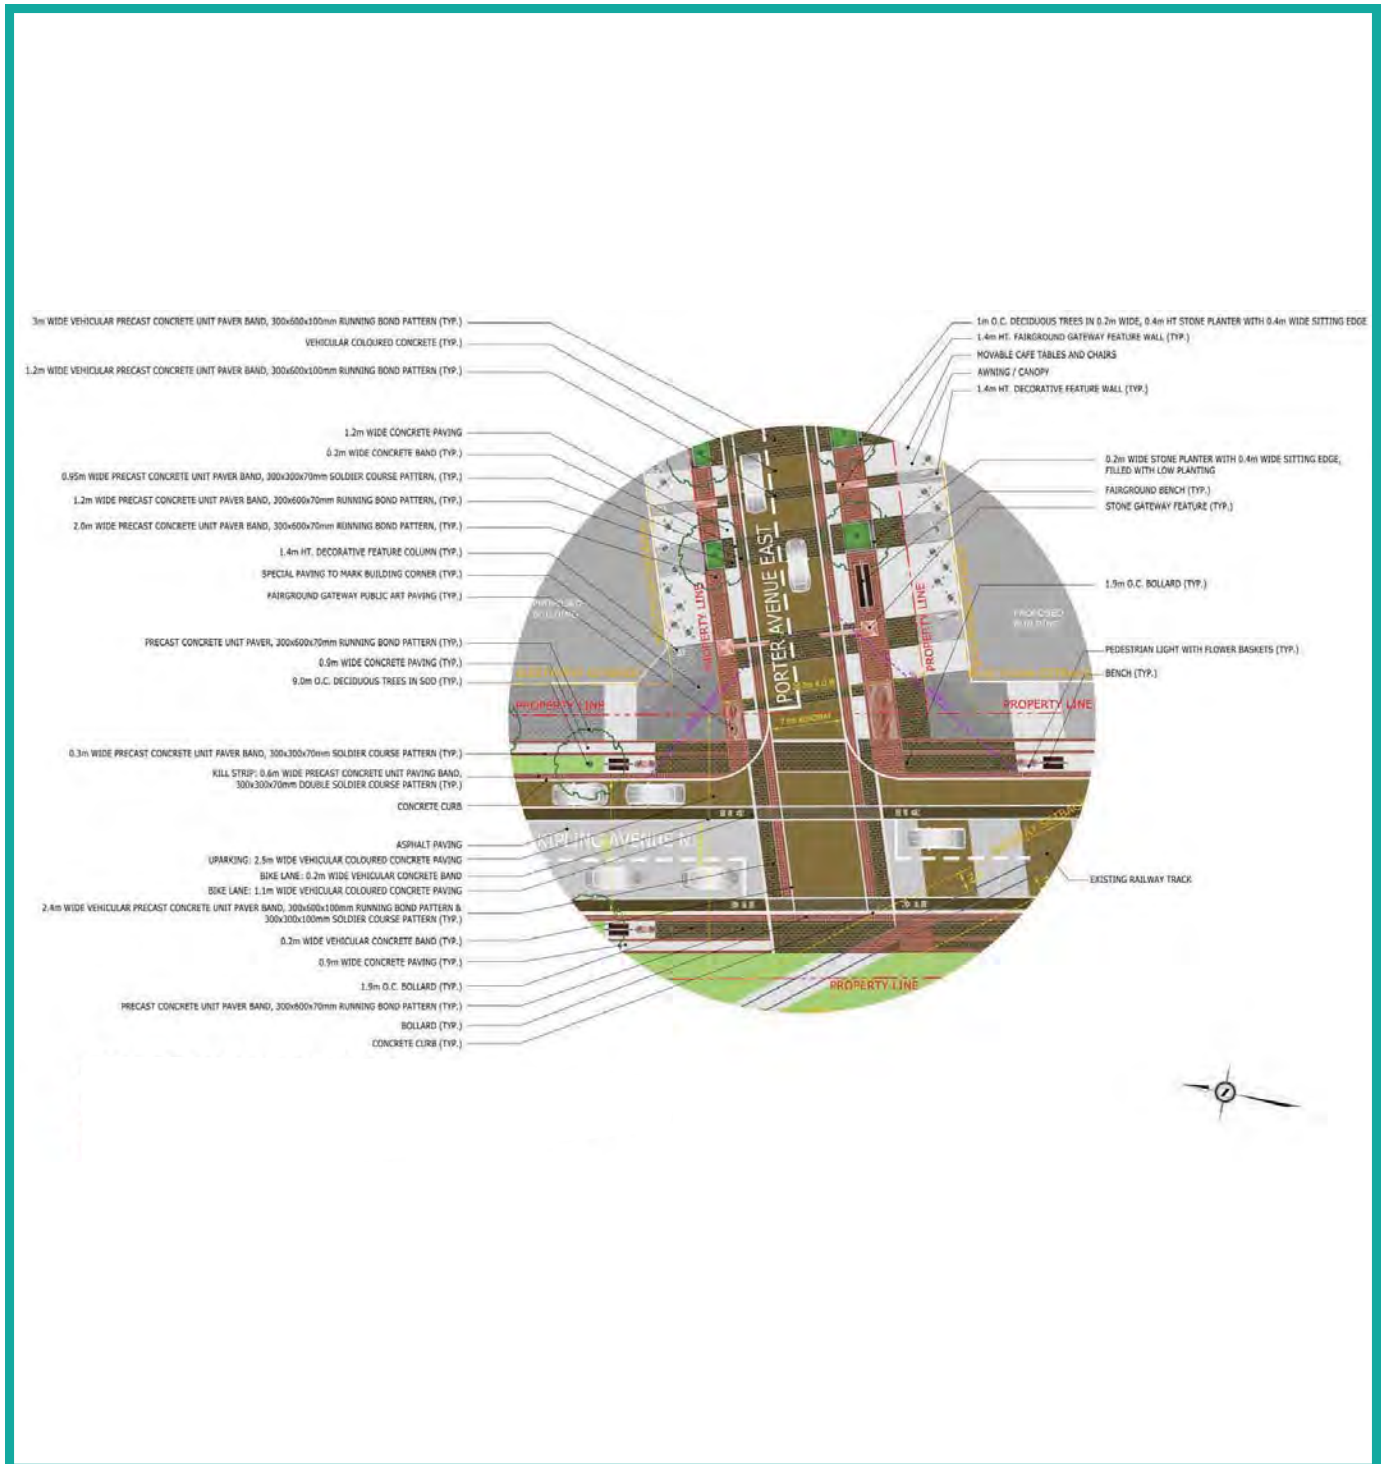 3m WIDE VEHICULAR PRECAST CONCRETE UNIT PAVER BAND, 300x600x100mm RUNNING BOND PATTERN (TYP.)
VEHICULAR COLOURED CONCRETE (TYP.)
1.2m WIDE VEHICULAR PRECAST CONCRETE UNIT PAVER BAND, 300x600x100mm RUNNING BOND PATTERN (TYP.)
1.2m WIDE CONCRETE PAVING
0.2m WIDE CONCRETE BAND (TYP.)
0.95m WIDE PRECAST CONCRETE UNIT PAVER BAND, 300x300x70mm SOLDIER COURSE PATTERN, (TYP.)
1.2m WIDE PRECAST CONCRETE UNIT PAVER BAND, 300x600x70mm RUNNING BOND PATTERN, (TYP.)
2.0m WIDE PRECAST CONCRETE UNIT PAVER BAND, 300x600x70mm RUNNING BOND PATTERN, (TYP.)
1.4m HT. DECORATIVE FEATURE COLUMN (TYP.)
SPECIAL PAVING TO MARK BUILDING CORNER (TYP.)
FAIRGROUND GATEWAY PUBLIC ART PAVING (TYP.)
PRECAST CONCRETE UNIT PAVER, 300x600x70mm RUNNING BOND PATTERN (TYP.)
0.9m WIDE CONCRETE PAVING (TYP.)
9.0m O.C. DECIDUOUS TREES IN SOD (TYP.)
0.3m WIDE PRECAST CONCRETE UNIT PAVER BAND, 300x300x70mm SOLDIER COURSE PATTERN (TYP.)
KILL STRIP: 0.6m WIDE PRECAST CONCRETE UNIT PAVING BAND,
300x300x70mm DOUBLE SOLDIER COURSE PATTERN (TYP.)
CONCRETE CURB
ASPHALT PAVING
UPARKING: 2.5m WIDE VEHICULAR COLOURED CONCRETE PAVING
BIKE LANE: 0.2m WIDE VEHICULAR CONCRETE BAND
BIKE LANE: 1.1m WIDE VEHICULAR COLOURED CONCRETE PAVING
2.4m WIDE VEHICULAR PRECAST CONCRETE UNIT PAVER BAND, 300x600x100mm RUNNING BOND PATTERN &
300x300x100mm SOLDIER COURSE PATTERN (TYP.)
0.2m WIDE VEHICULAR CONCRETE BAND (TYP.)
0.9m WIDE CONCRETE PAVING (TYP.)
1.9m O.C. BOLLARD (TYP.)
PRECAST CONCRETE UNIT PAVER BAND, 300x600x70mm RUNNING BOND PATTERN (TYP.)
BOLLARD (TYP.)
CONCRETE CURB (TYP.)
1m O.C. DECIDUOUS TREES IN 0.2m WIDE, 0.4m HT STONE PLANTER WITH 0.4m WIDE SITTING EDGE
1.4m HT. FAIRGROUND GATEWAY FEATURE WALL (TYP.)
MOVABLE CAFE TABLES AND CHAIRS
AWNING / CANOPY
1.4m HT. DECORATIVE FEATURE WALL (TYP.)
0.2m WIDE STONE PLANTER WITH 0.4m WIDE SITTING EDGE,
FILLED WITH LOW PLANTING
FAIRGROUND BENCH (TYP.)
STONE GATEWAY FEATURE (TYP.)
1.9m O.C. BOLLARD (TYP.)
PEDESTRIAN LIGHT WITH FLOWER BASKETS (TYP.)
BENCH (TYP.)
EXISTING RAILWAY TRACK
PORTER AVENUE EAST
PROPERTY LINE
PROPERTY LINE
PROPOSED
BUILDING
PROPOSED
BUILDING
PROPERTY LINE
PROPERTY LINE
KIPLING AVENUE N
PROPERTY LINE